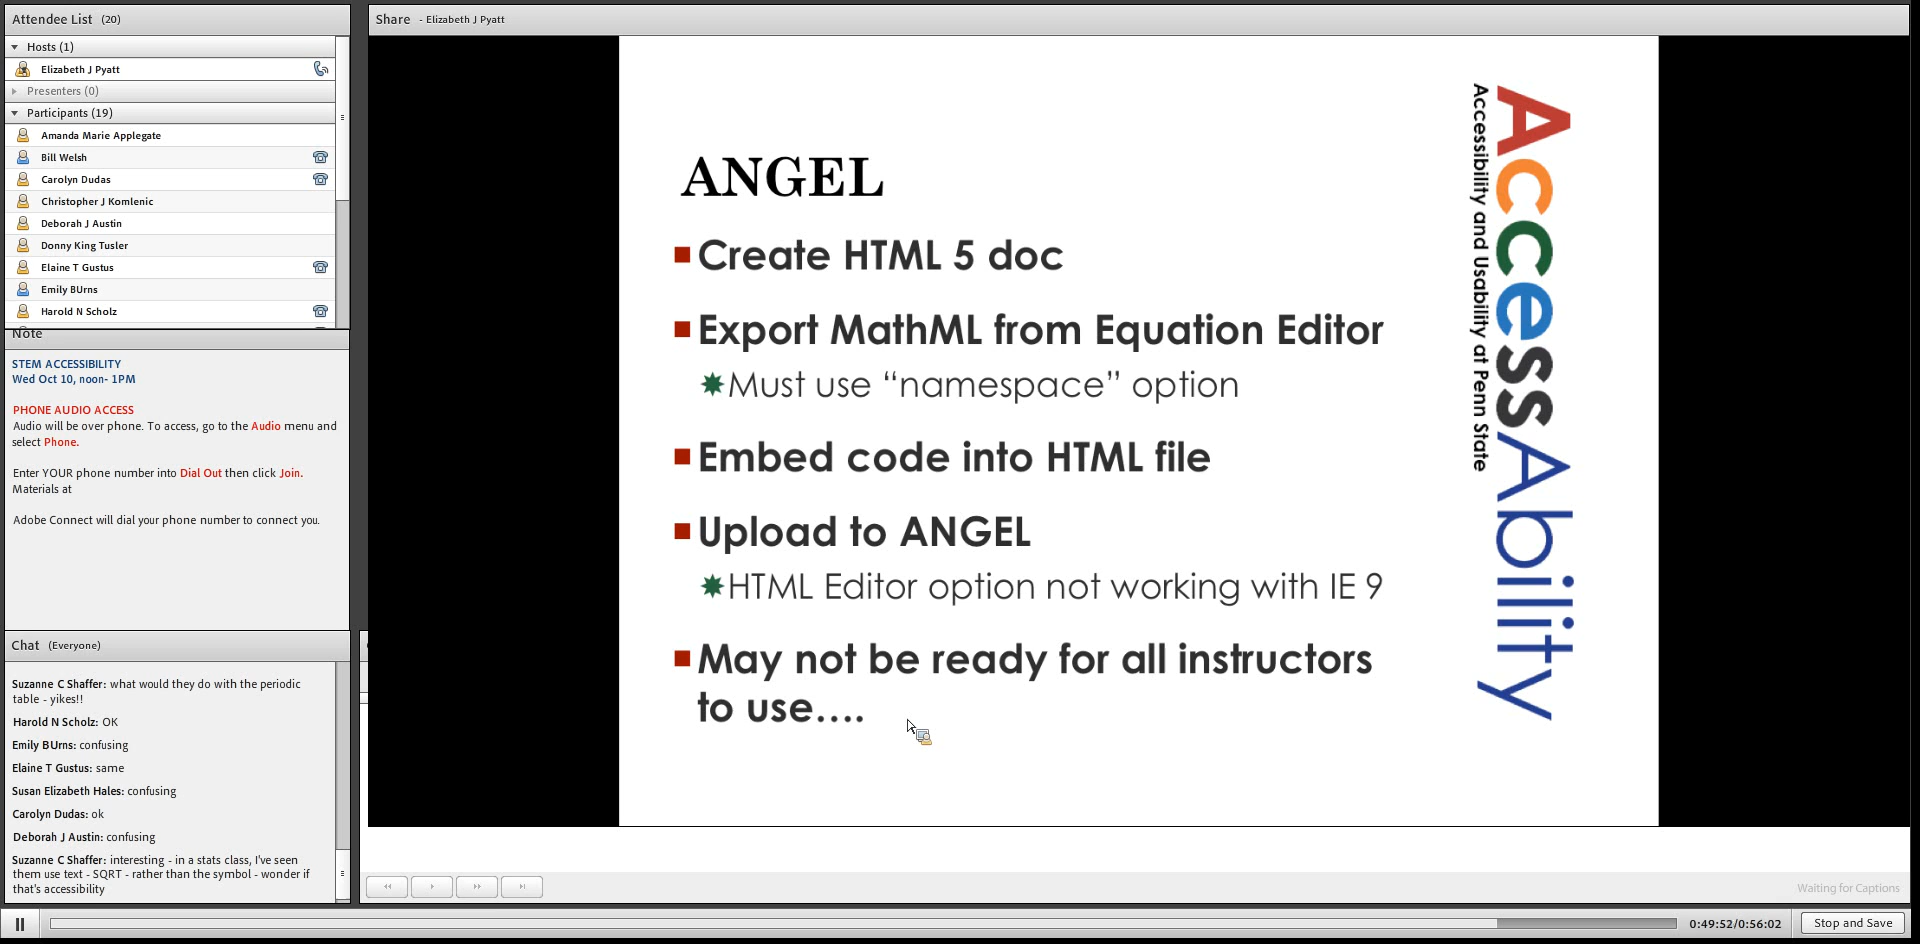 Attendee List (20)
Hosts (1)
Elizabeth J Pyatt
Presenters (0)
Participants (19)
Amanda Marie Applegate
Bill Welsh
Carolyn Dudas
Christopher J Komlenic
Deborah J Austin
Donny King Tusler
Elaine T Gustus
Emily BUrns
Harold N Scholz
Note
STEM ACCESSIBILITY
Wed Oct 10, noon- 1PM
PHONE AUDIO ACCESS
Audio will be over phone. To access, go to the Audio menu and
select Phone.
Enter YOUR phone number into Dial Out then click Join.
Materials at
Adobe Connect will dial your phone number to connect you.
Chat (Everyone)
Suzanne C Shaffer: what would they do with the periodic
table - yikes!!
Harold N Scholz: OK
Emily BUrns: confusing
Elaine T Gustus: same
Susan Elizabeth Hales: confusing
Carolyn Dudas: ok
Deborah J Austin: confusing
Suzanne C Shaffer: interesting - in a stats class, I've seen
them use text - SQRT - rather than the symbol - wonder if
that's accessibility
Share - Elizabeth J Pyatt
ANGEL
Create HTML 5 doc
Export MathML from Equation Editor
Must use “namespace” option
Embed code into HTML file
Upload to ANGEL
HTML Editor option not working with IE 9
May not be ready for all instructors
to use....
AccessAbility
Accessibility and Usability at Penn State
Waiting for Captions
0:49:52/0:56:02
Stop and Save